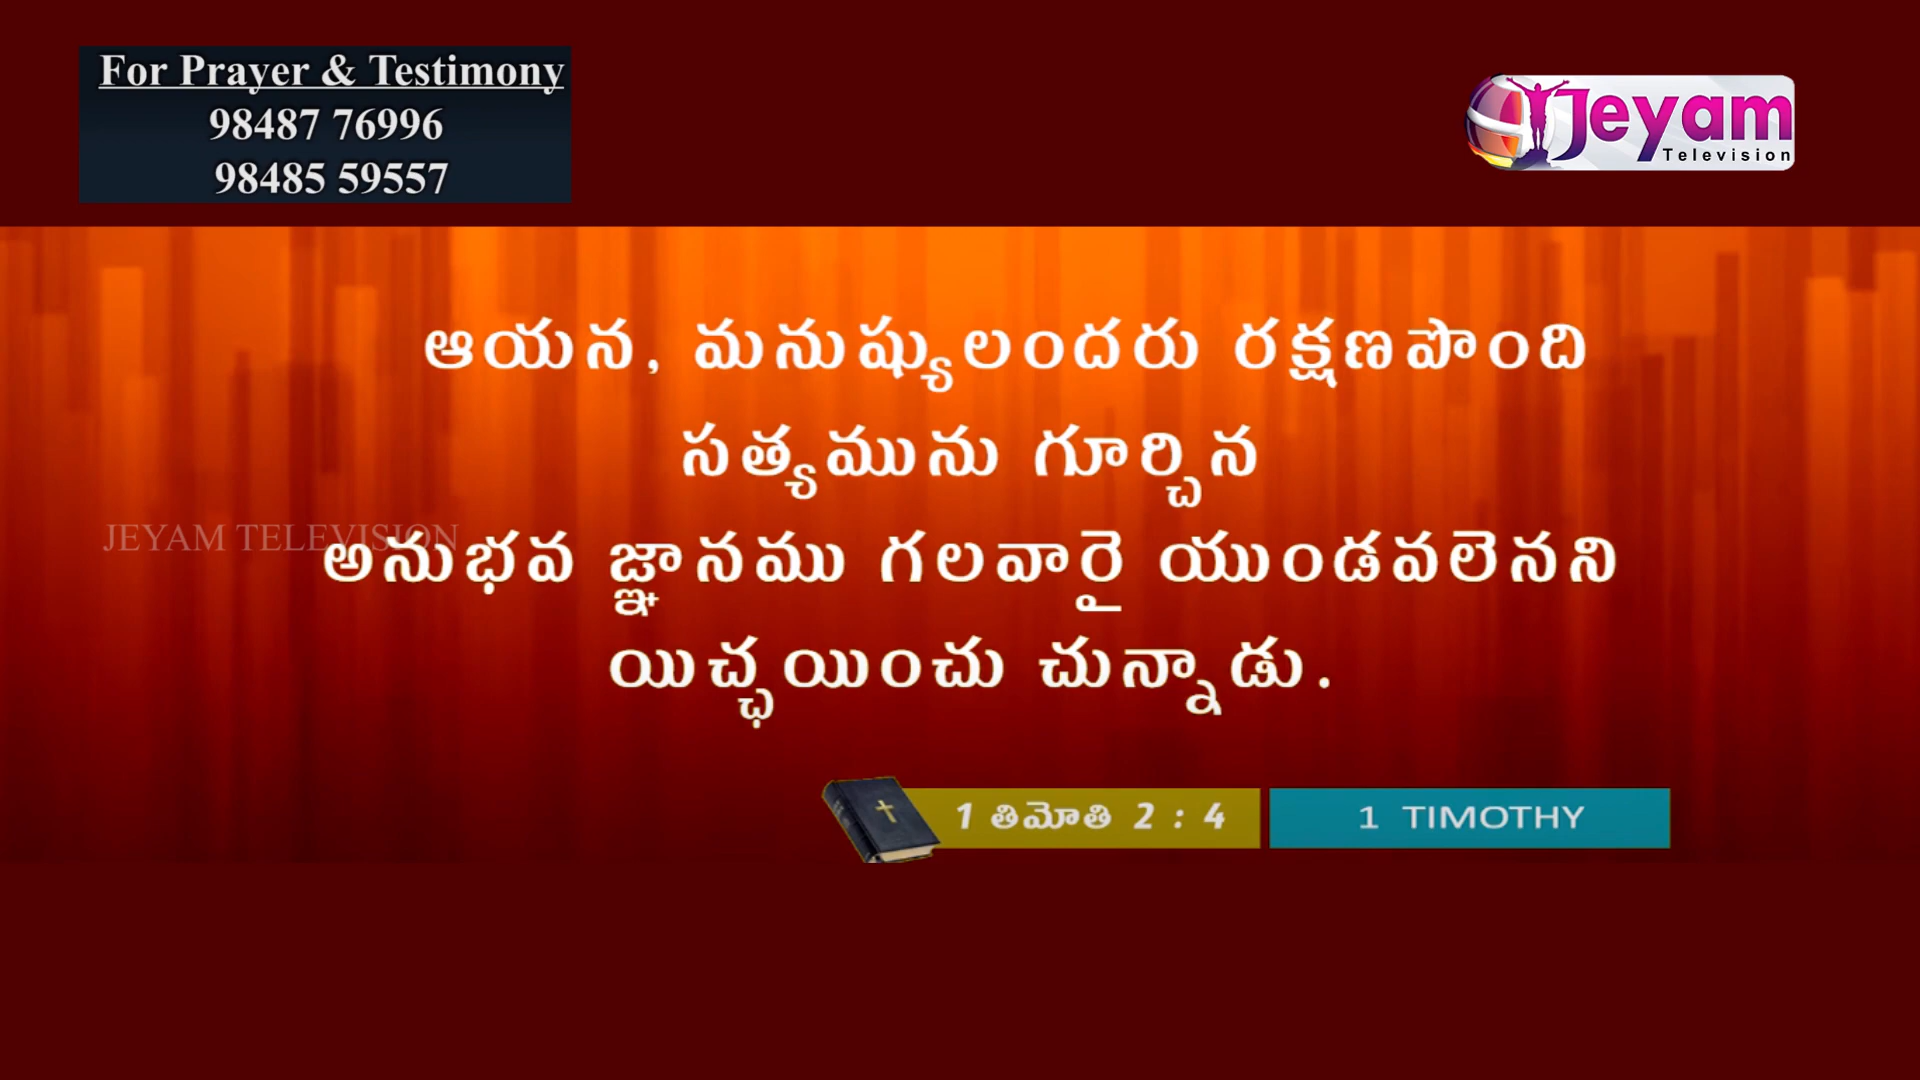 For Prayer & Testimony
98487 76996
98485 59557
Jeyam
Television
ఆయన, మనుష్యులందరు రక్షణపొంది
సత్యమును గూర్చిన
JEYAM TELEVISION
అనుభవ జ్ఞానము గలవారై యుండవలెనని
యిచ్ఛయించు చున్నాడు.
1 తిమోతి 2 : 4
1 TIMOTHY